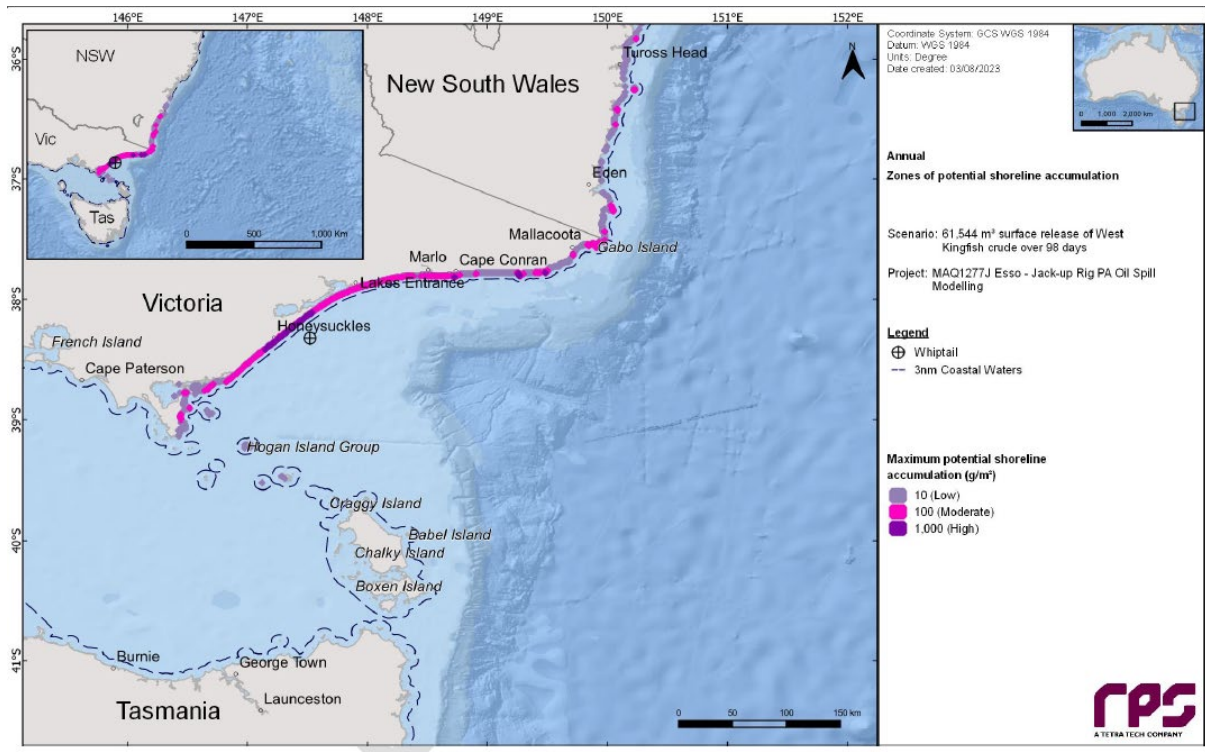 146°E 147°E 148°E 149°E 150°E 151°E 152°E
36°S
37°S
38°S
39°S
40°S
41°S
NSW
Vic
Tas
0 500 1,000 Km
New South Wales
Tuross Head
Eden
Mallacoota
Gabo Island
Marlo
Cape Conran
Lakes Entrance
Victoria
Honeysuckles
French Island
Cape Paterson
Hogan Island Group
Craggy Island
Babel Island
Chalky Island
Boxen Island
Burnie
George Town
Launceston
Tasmania
0 50 100 150 km
N
Coordinate System: GCS WGS 1984
Datum: WGS 1984
Units: Degree
Date created: 03/08/2023
0 1,000 2,000 km
Annual
Zones of potential shoreline accumulation
Scenario: 61,544 m³ surface release of West
Kingfish crude over 98 days
Project: MAQ1277J Esso - Jack-up Rig PA Oil Spill
Modelling
Legend
Whiptail
3nm Coastal Waters
Maximum potential shoreline
accumulation (g/m²)
10 (Low)
100 (Moderate)
1,000 (High)
rps
A TETRA TECH COMPANY